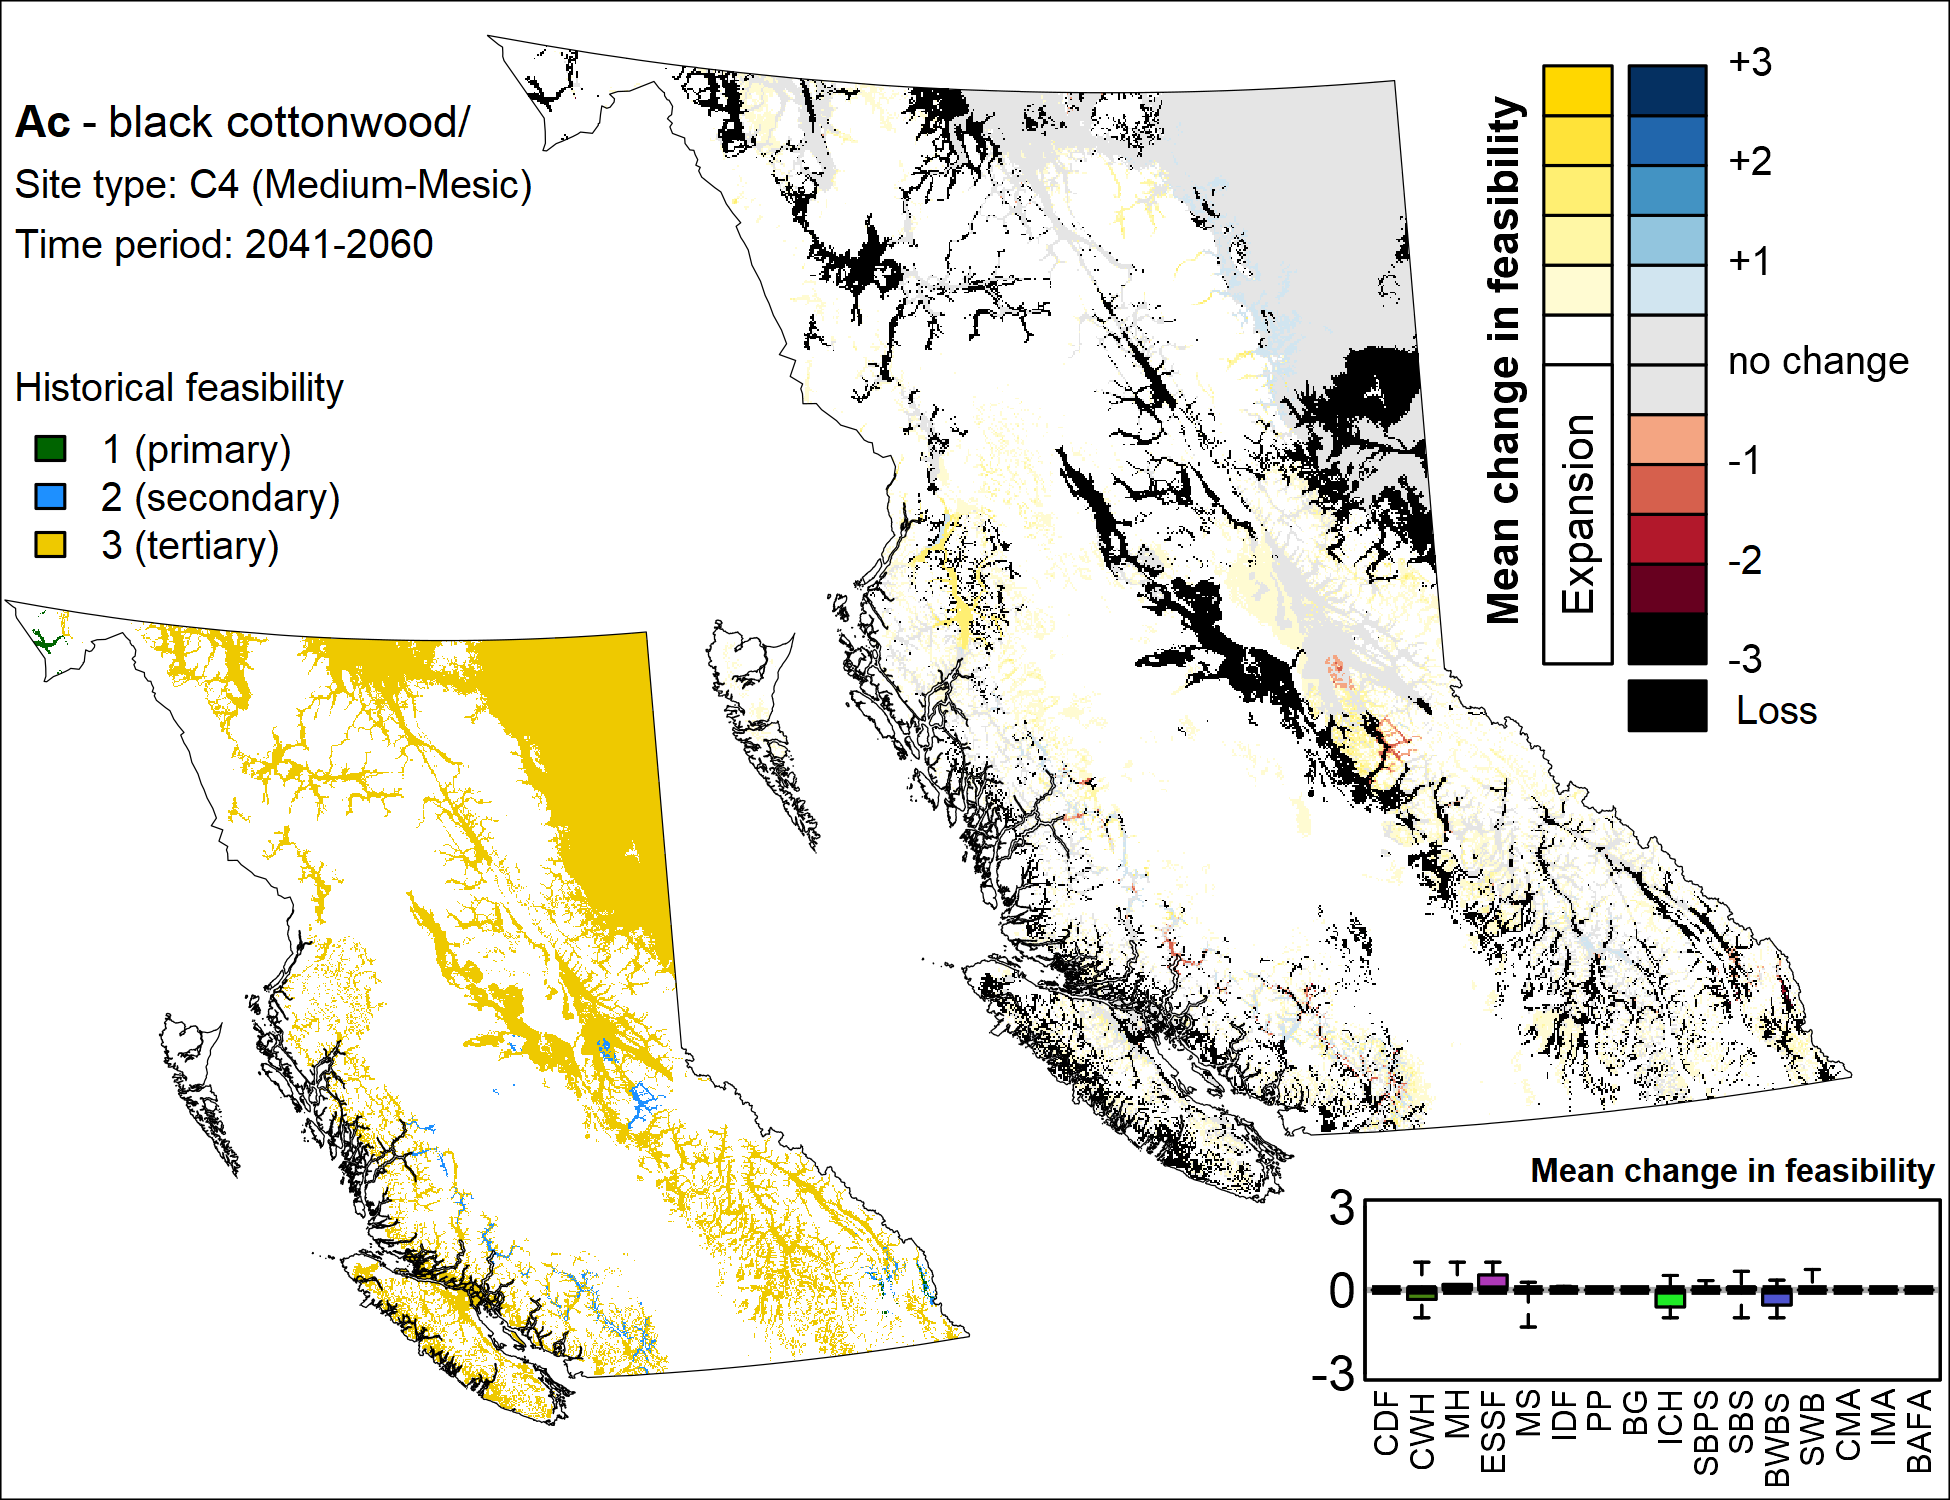 Ac - black cottonwood/
Site type: C4 (Medium-Mesic)
Time period: 2041-2060
Historical feasibility
1 (primary)
2 (secondary)
3 (tertiary)
Mean change in feasibility
Expansion
+3
+2
+1
no change
-1
-2
-3
Loss
Mean change in feasibility
3
0
-3
CDF
CWH
MH
ESSF
MS
IDF
PP
BG
ICH
SBPS
SBS
BWBS
SWB
CMA
IMA
BAFA